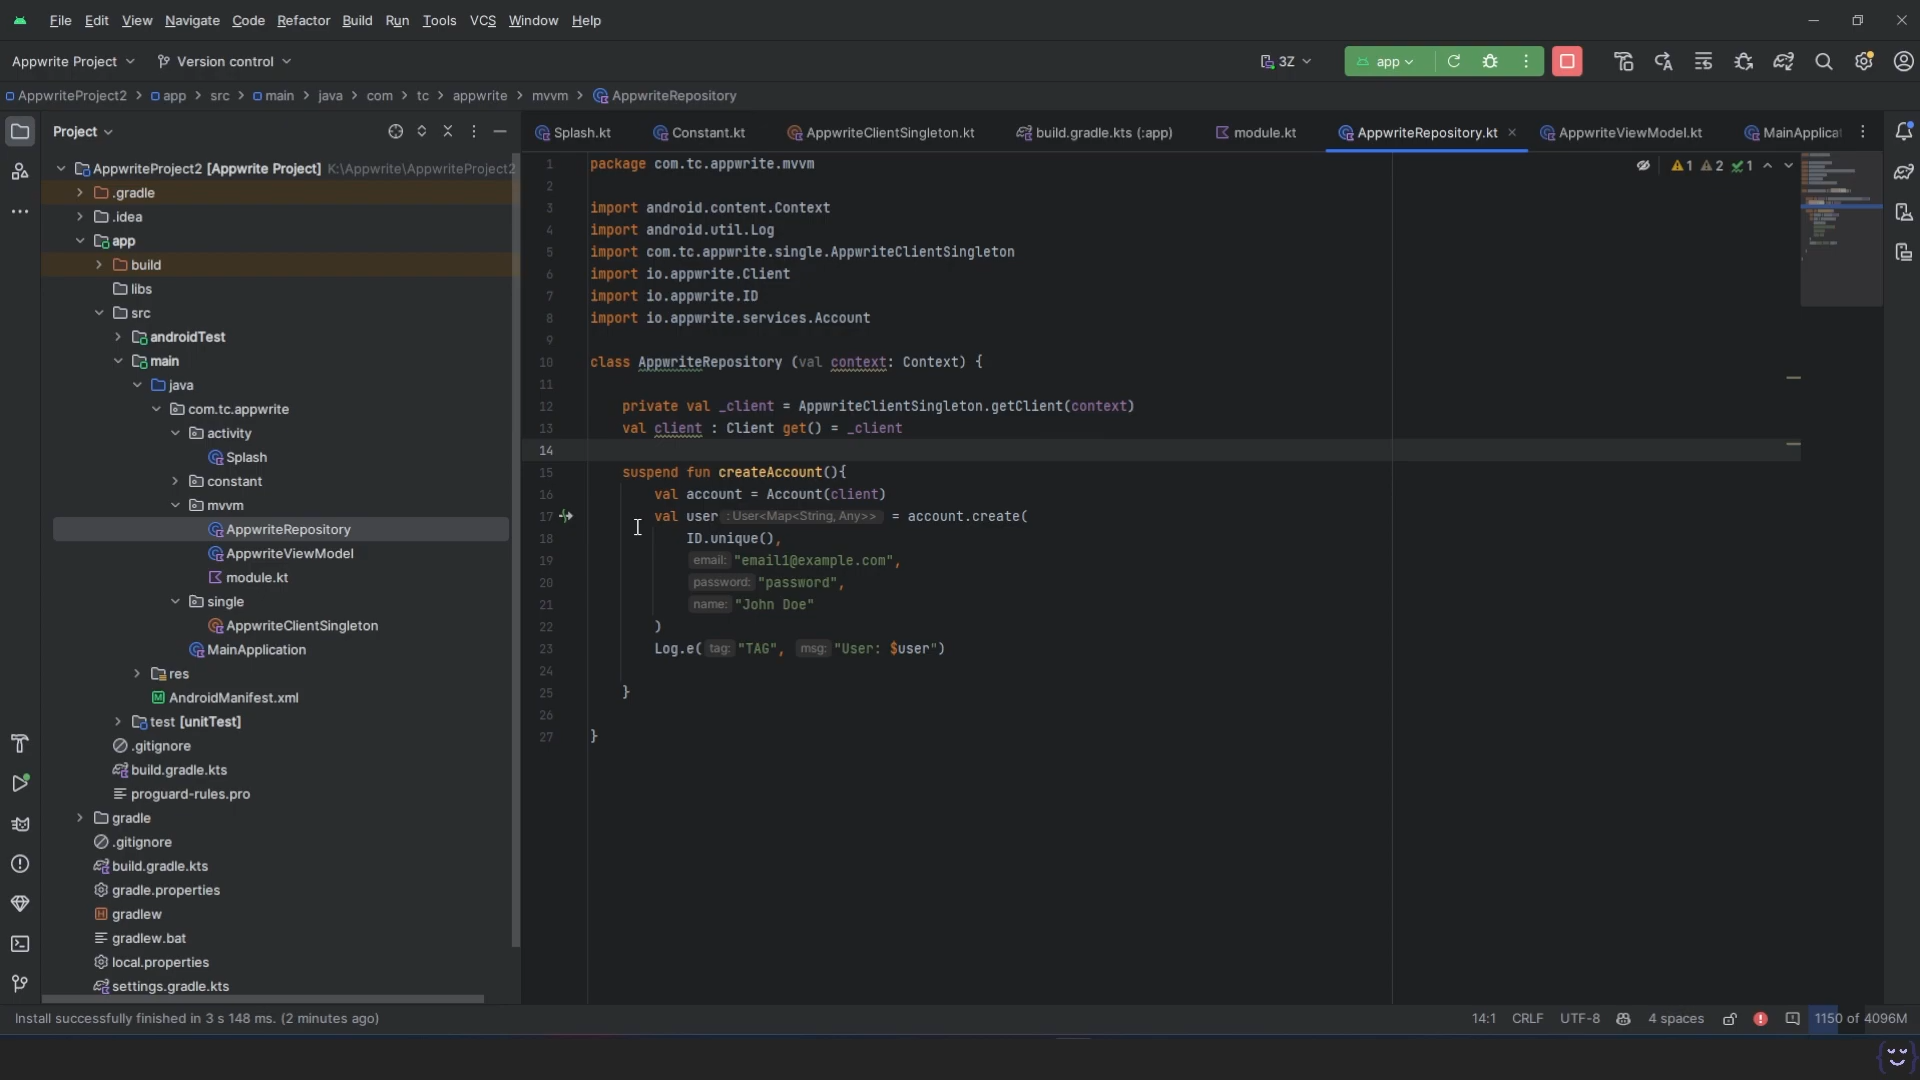 File Edit View Navigate Code Refactor Build Run Tools VCS Window Help
Appwrite Project Version control 3Z app
AppwriteProject2 > app > src > main > java > com > tc > appwrite > mvvm > AppwriteRepository
Project
Splash.kt Constant.kt AppwriteClientSingleton.kt build.gradle.kts (:app) module.kt AppwriteRepository.kt AppwriteViewModel.kt MainApplicat
AppwriteProject2 [Appwrite Project] K:\Appwrite\AppwriteProject2
.gradle
.idea
app
build
libs
src
androidTest
main
java
com.tc.appwrite
activity
Splash
constant
mvvm
AppwriteRepository
AppwriteViewModel
module.kt
single
AppwriteClientSingleton
MainApplication
res
AndroidManifest.xml
test [unitTest]
.gitignore
build.gradle.kts
proguard-rules.pro
gradle
.gitignore
build.gradle.kts
gradle.properties
gradlew
gradlew.bat
local.properties
settings.gradle.kts
1 2 1
1 package com.tc.appwrite.mvvm
2
3 import android.content.Context
4 import android.util.Log
5 import com.tc.appwrite.single.AppwriteClientSingleton
6 import io.appwrite.Client
7 import io.appwrite.ID
8 import io.appwrite.services.Account
9
10 class AppwriteRepository (val context: Context) {
11
12 private val _client = AppwriteClientSingleton.getClient(context)
13 val client : Client get() = _client
14
15 suspend fun createAccount(){
16 val account = Account(client)
17 val user : User<Map<String, Any>> = account.create(
18 ID.unique(),
19 email: "email1@example.com",
20 password: "password",
21 name: "John Doe"
22 )
23 Log.e( tag: "TAG", msg: "User: $user")
24
25 }
26
27 }
Install successfully finished in 3 s 148 ms. (2 minutes ago) 14:1 CRLF UTF-8 4 spaces 1150 of 4096M